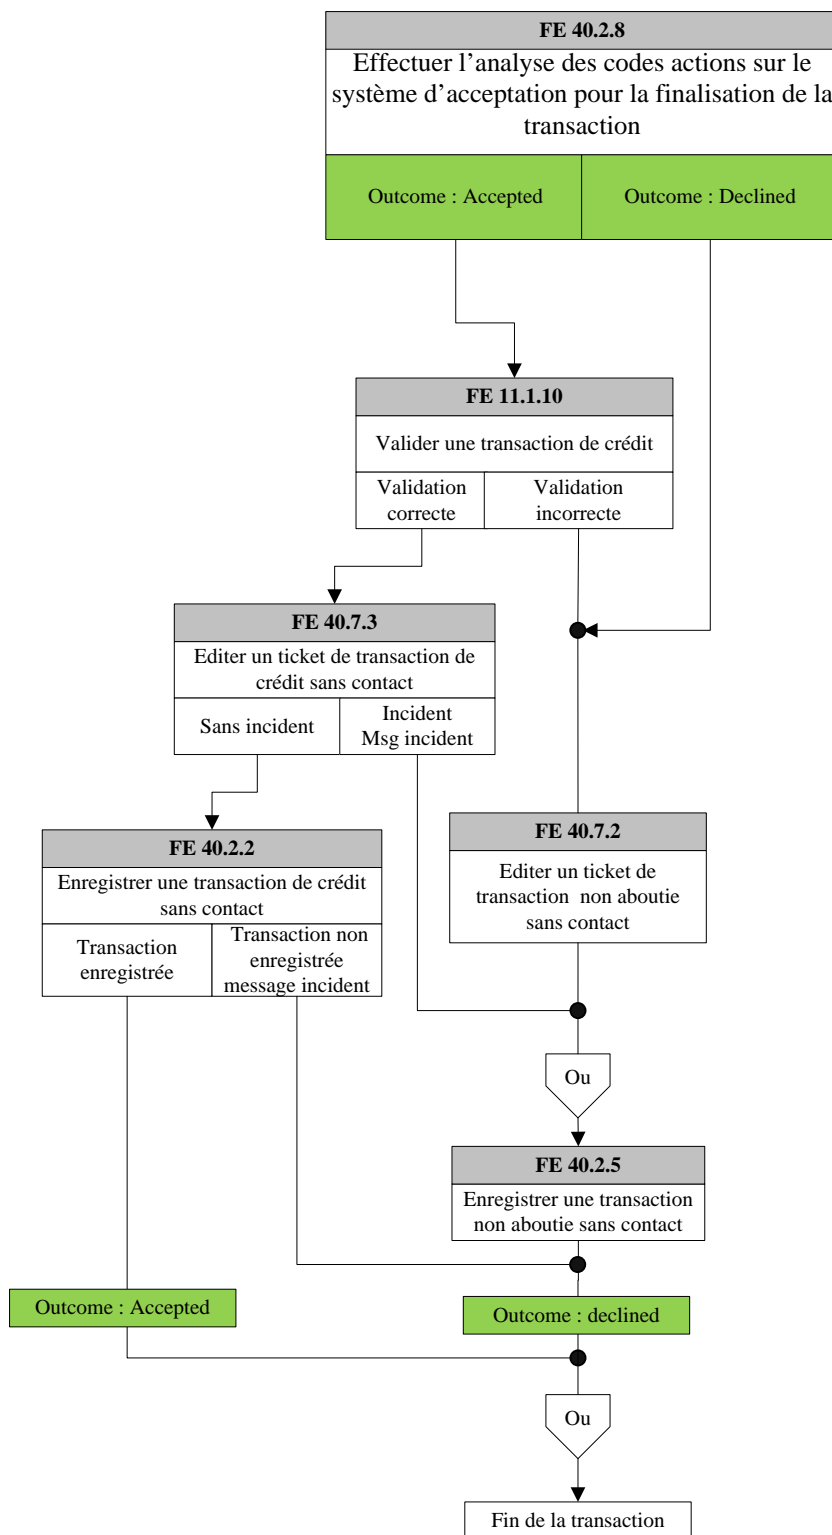 FE 40.2.8
Effectuer l’analyse des codes actions sur le
système d’acceptation pour la finalisation de la
transaction
Outcome : Accepted
Outcome : Declined
FE 11.1.10
Valider une transaction de crédit
Validation
correcte
Validation
incorrecte
FE 40.7.3
Editer un ticket de transaction de
crédit sans contact
Sans incident
Incident
Msg incident
FE 40.2.2
Enregistrer une transaction de crédit
sans contact
Transaction
enregistrée
Transaction non
enregistrée
message incident
FE 40.7.2
Editer un ticket de
transaction  non aboutie
sans contact
Ou
FE 40.2.5
Enregistrer une transaction
non aboutie sans contact
Outcome : Accepted
Outcome : declined
Ou
Fin de la transaction